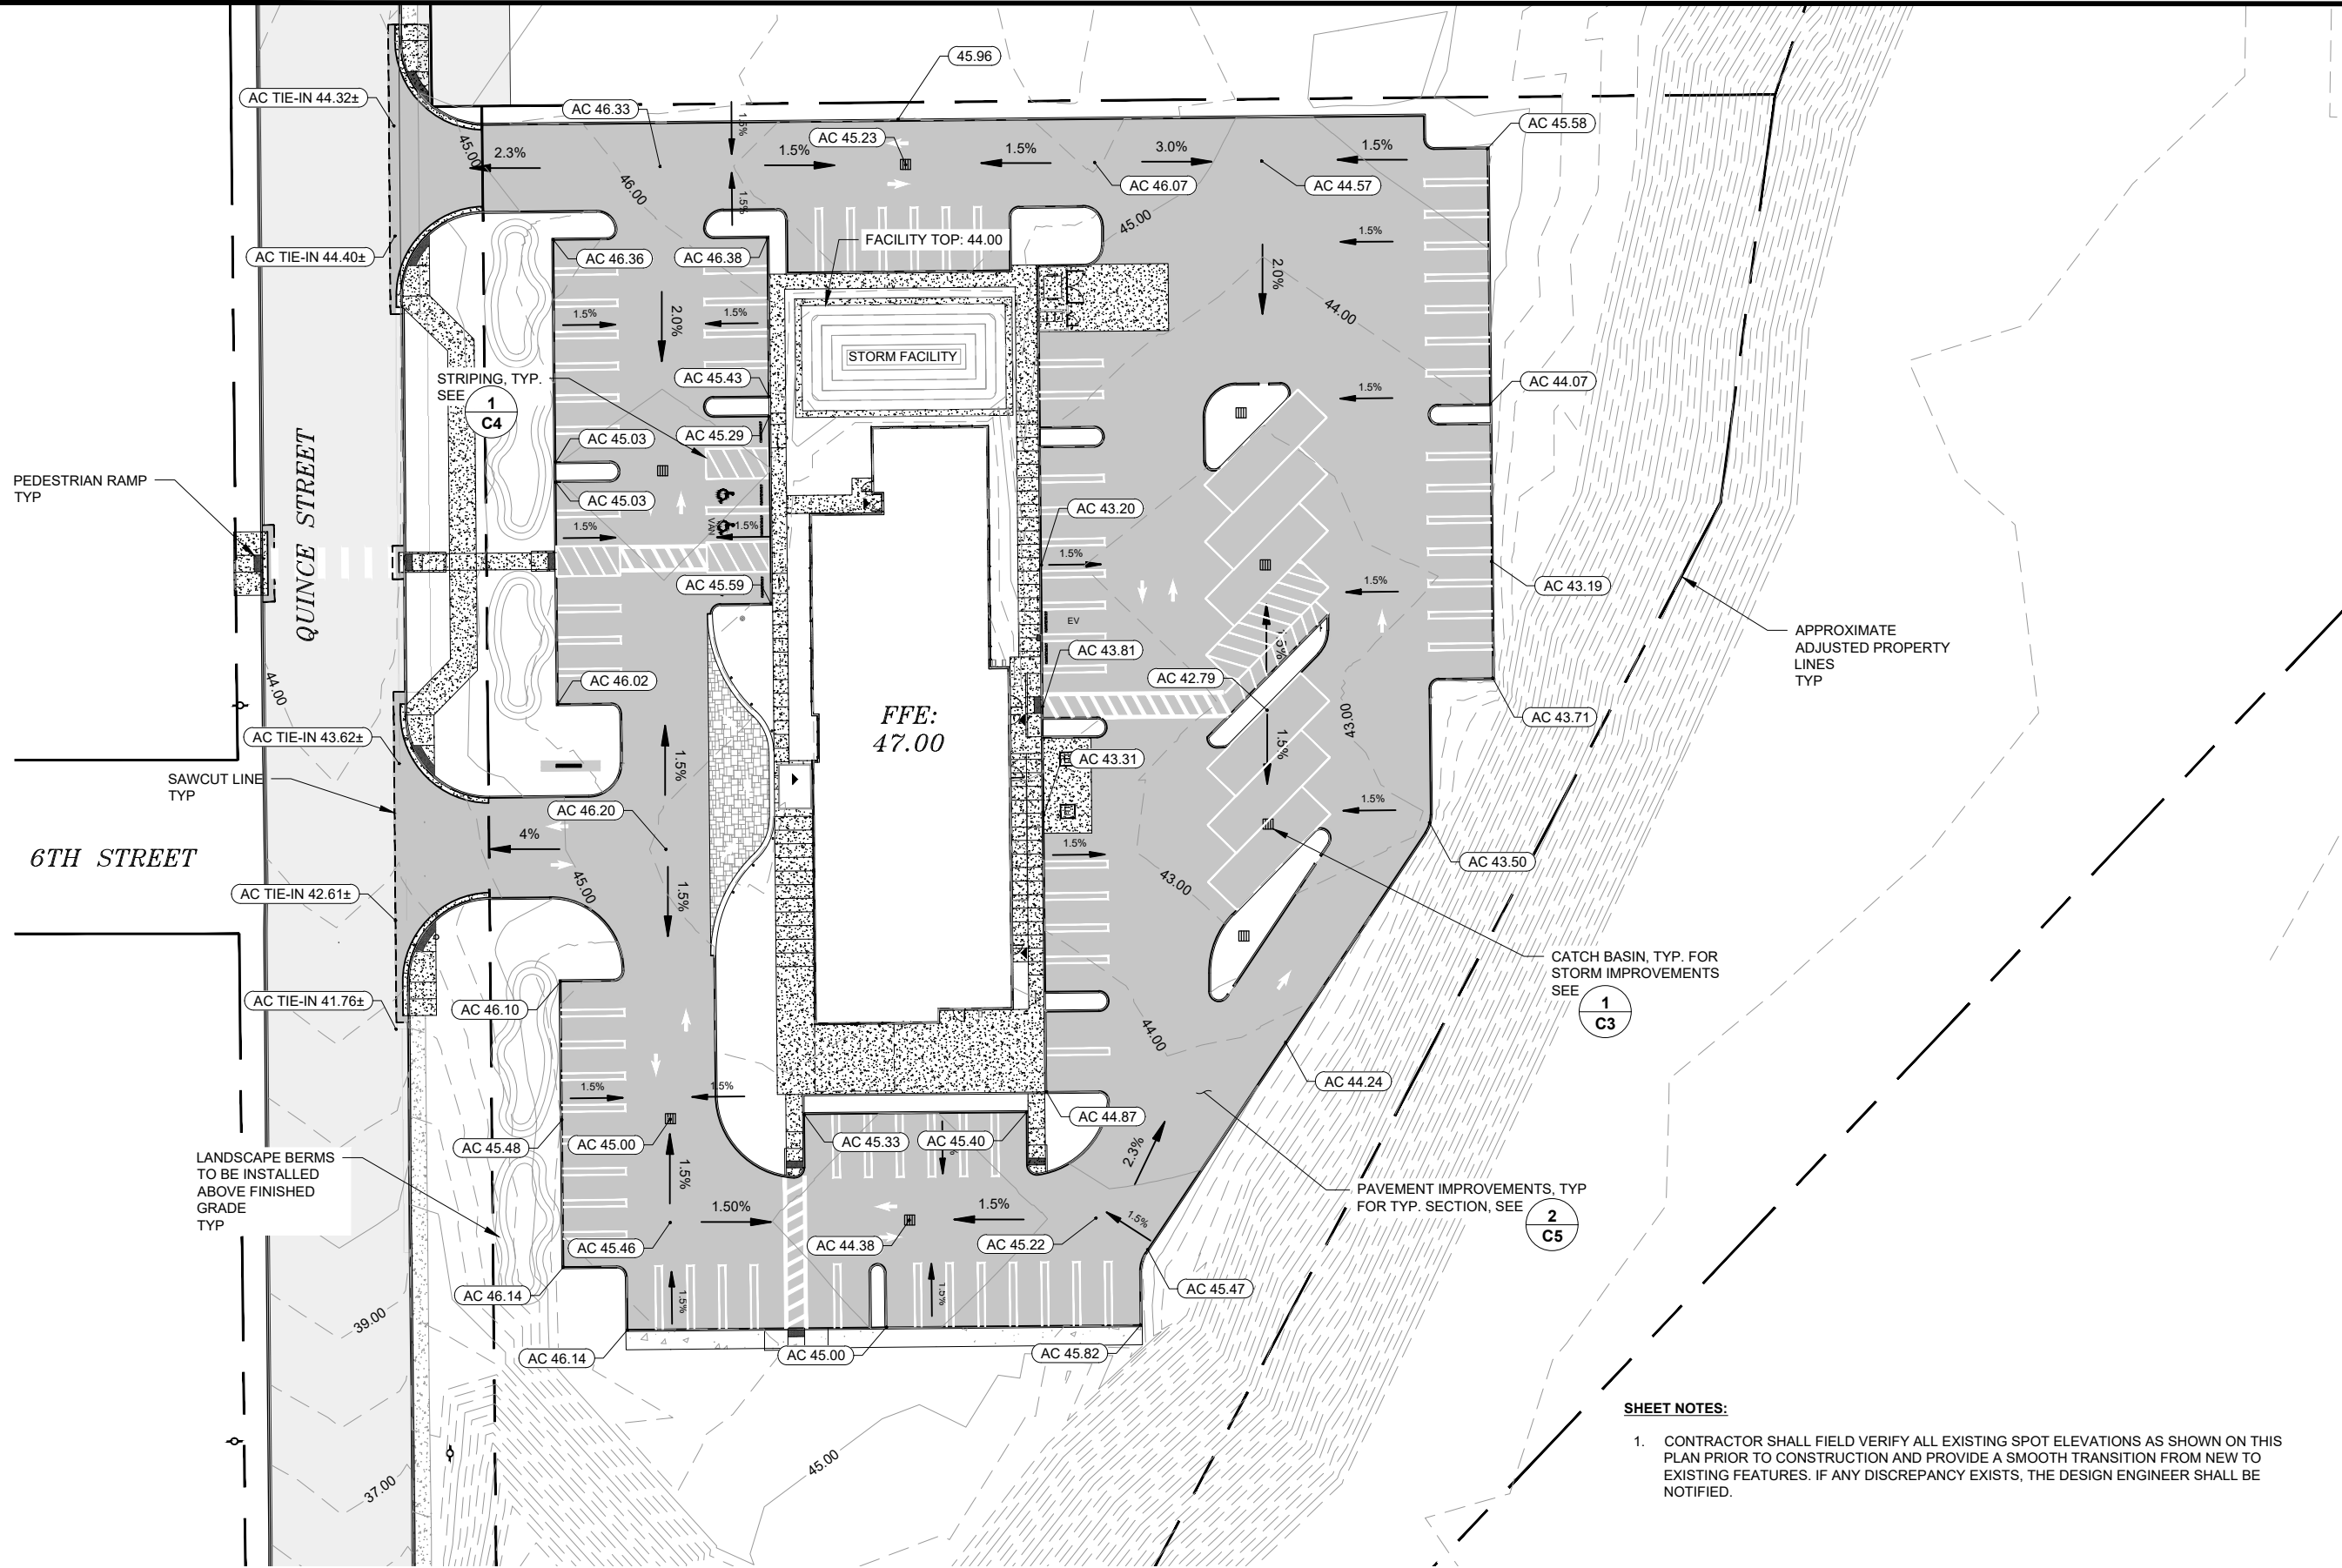 45.96
AC TIE-IN 44.32±
AC 46.33
1.5%
AC 45.23
AC 45.58
45.00
2.3%
1.5%
1.5%
3.0%
1.5%
46.00
1.5%
AC 46.07
AC 44.57
45.00
AC TIE-IN 44.40±
AC 46.36
AC 46.38
FACILITY TOP: 44.00
1.5%
2.0%
44.00
1.5%
2.0%
1.5%
STORM FACILITY
STRIPING, TYP.
SEE
1
C4
AC 45.43
AC 44.07
1.5%
AC 45.03
AC 45.29
PEDESTRIAN RAMP
TYP
QUINCE STREET
AC 45.03
AC 43.20
1.5%
VAN
1.5%
1.5%
AC 45.59
1.5%
AC 43.19
EV
1.5%
APPROXIMATE
ADJUSTED PROPERTY
LINES
TYP
44.00
AC 46.02
AC 43.81
AC 42.79
FFE:
47.00
43.00
AC 43.71
AC TIE-IN 43.62±
1.5%
1.5%
AC 43.31
SAWCUT LINE
TYP
AC 46.20
1.5%
4%
6TH STREET
1.5%
AC 43.50
45.00
1.5%
43.00
AC TIE-IN 42.61±
CATCH BASIN, TYP. FOR
STORM IMPROVEMENTS
SEE
1
C3
AC TIE-IN 41.76±
AC 46.10
44.00
1.5%
1.5%
AC 44.24
AC 44.87
AC 45.48
AC 45.00
AC 45.33
AC 45.40
1.5%
2.3%
LANDSCAPE BERMS
TO BE INSTALLED
ABOVE FINISHED
GRADE
TYP
PAVEMENT IMPROVEMENTS, TYP
FOR TYP. SECTION, SEE
2
C5
1.50%
1.5%
1.5%
AC 45.46
AC 44.38
AC 45.22
AC 46.14
1.5%
1.5%
AC 45.47
39.00
AC 46.14
AC 45.00
AC 45.82
45.00
37.00
SHEET NOTES:
1. CONTRACTOR SHALL FIELD VERIFY ALL EXISTING SPOT ELEVATIONS AS SHOWN ON THIS
PLAN PRIOR TO CONSTRUCTION AND PROVIDE A SMOOTH TRANSITION FROM NEW TO
EXISTING FEATURES. IF ANY DISCREPANCY EXISTS, THE DESIGN ENGINEER SHALL BE
NOTIFIED.